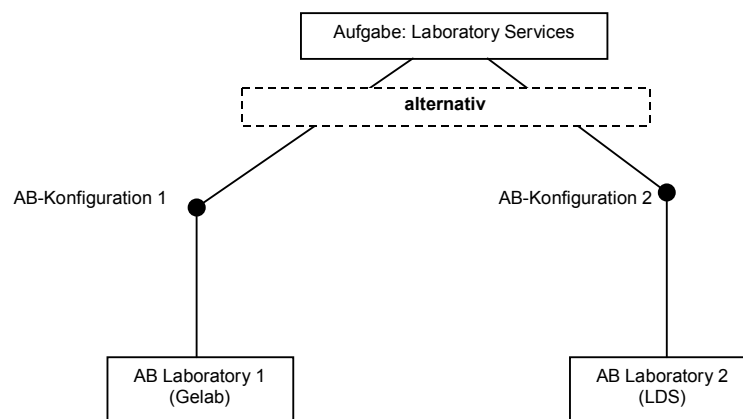 Aufgabe: Laboratory Services
alternativ
AB-Konfiguration 1
AB-Konfiguration 2
AB Laboratory 1
(Gelab)
AB Laboratory 2
(LDS)